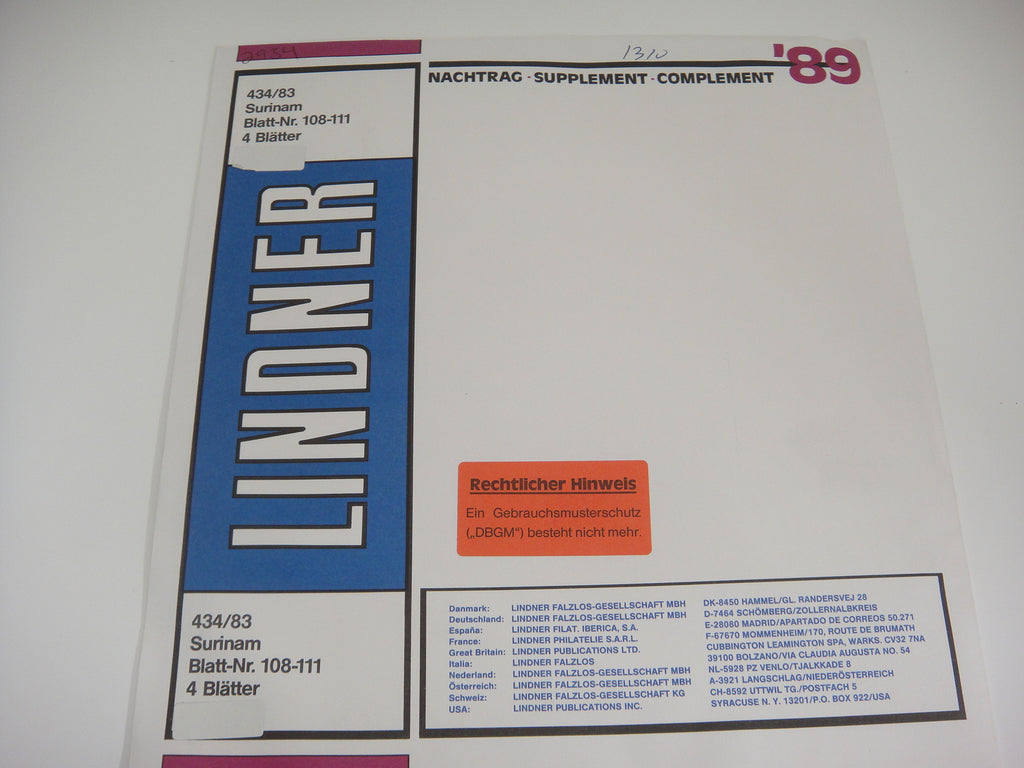 2934
1310
'89
NACHTRAG · SUPPLEMENT · COMPLEMENT
434/83
Surinam
Blatt-Nr. 108-111
4 Blätter
LINDNER
Rechtlicher Hinweis
Ein Gebrauchsmusterschutz
(„DBGM") besteht nicht mehr.
434/83
Surinam
Blatt-Nr. 108-111
4 Blätter
Danmark: LINDNER FALZLOS-GESELLSCHAFT MBH DK-8450 HAMMEL/GL. RANDERSVEJ 28
Deutschland: LINDNER FALZLOS-GESELLSCHAFT MBH D-7464 SCHÖMBERG/ZOLLERNALBKREIS
España: LINDNER FILAT. IBERICA, S.A. E-28080 MADRID/APARTADO DE CORREOS 50.271
France: LINDNER PHILATELIE S.A.R.L. F-67670 MOMMENHEIM/170, ROUTE DE BRUMATH
Great Britain: LINDNER PUBLICATIONS LTD. CUBBINGTON LEAMINGTON SPA, WARKS. CV32 7NA
Italia: LINDNER FALZLOS 39100 BOLZANO/VIA CLAUDIA AUGUSTA NO. 54
Nederland: LINDNER FALZLOS-GESELLSCHAFT MBH NL-5928 PZ VENLO/TJALKKADE 8
Österreich: LINDNER FALZLOS-GESELLSCHAFT MBH A-3921 LANGSCHLAG/NIEDERÖSTERREICH
Schweiz: LINDNER FALZLOS-GESELLSCHAFT KG CH-8592 UTTWIL TG./POSTFACH 5
USA: LINDNER PUBLICATIONS INC. SYRACUSE N. Y. 13201/P.O. BOX 922/USA